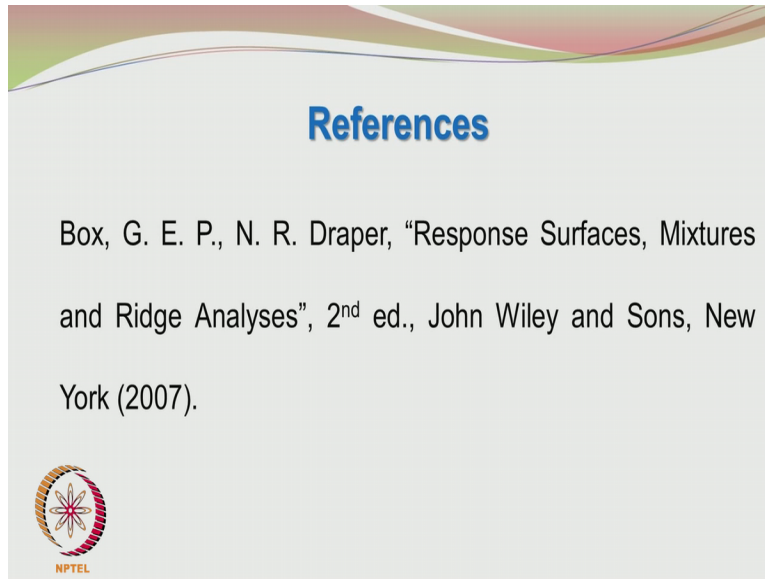 References
Box, G. E. P., N. R. Draper, “Response Surfaces, Mixtures
and Ridge Analyses”, 2nd ed., John Wiley and Sons, New
York (2007).
NPTEL